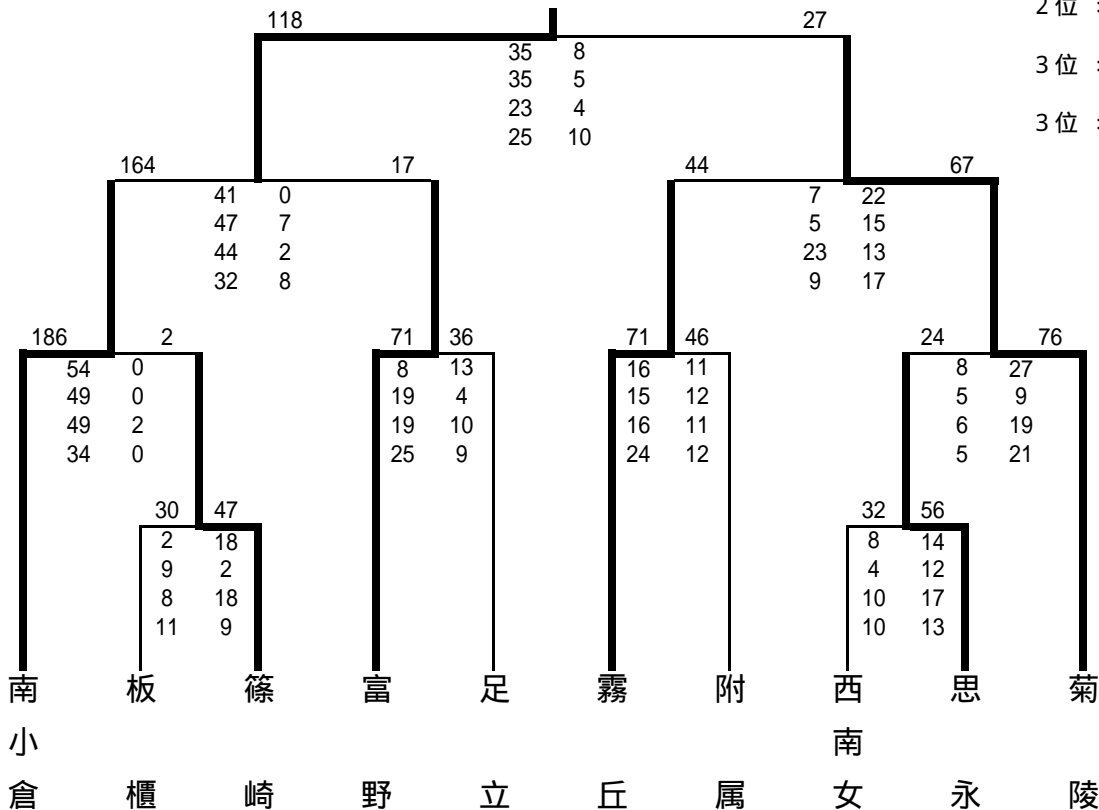 2位：
118 27
35 8
35 5
23 4
25 10
3位：
3位：
164 17 44 67
41 0 7 22
47 7 5 15
44 2 23 13
32 8 9 17
186 2 71 36 71 46 24 76
54 0 8 13 16 11 8 27
49 0 19 4 15 12 5 9
49 2 19 10 16 11 6 19
34 0 25 9 24 12 5 21
30 47 32 56
2 18 8 14
9 2 4 12
8 18 10 17
11 9 10 13
南小倉
板櫃
篠崎
富野
足立
霧丘
附属
西南女
思永
菊陵